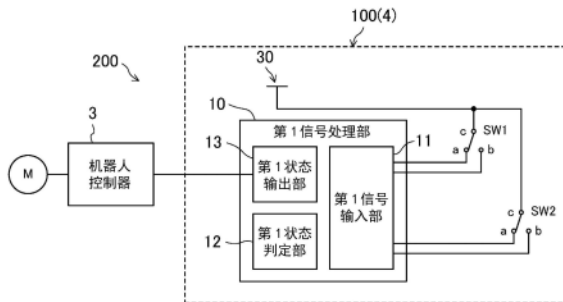 100(4)
200
30
10
3
第1信号处理部
13
11
c
SW1
a
b
M
机器人
控制器
第1状态
输出部
第1信号
输入部
12
第1状态
判定部
c
SW2
a
b